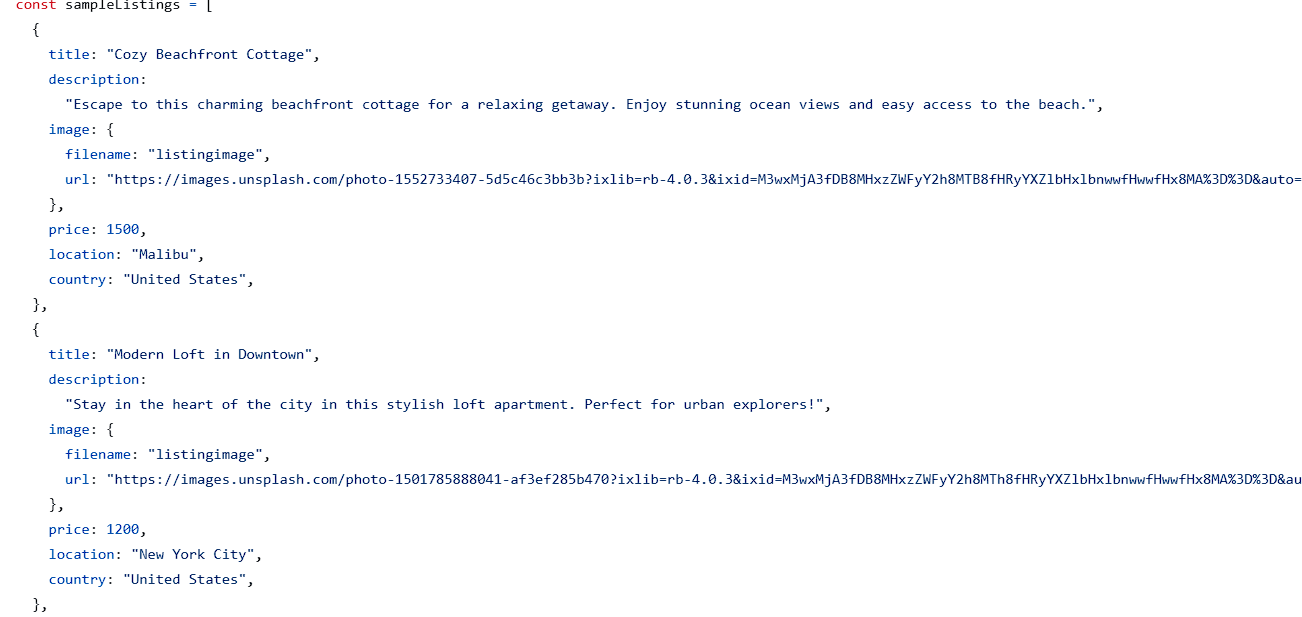 const sampleListings = [
{
title: "Cozy Beachfront Cottage",
description:
"Escape to this charming beachfront cottage for a relaxing getaway. Enjoy stunning ocean views and easy access to the beach.",
image: {
filename: "listingimage",
url: "https://images.unsplash.com/photo-1552733407-5d5c46c3bb3b?ixlib=rb-4.0.3&ixid=M3wxMjA3fDB8MHxzZWFyY2h8MTB8fHRyYXZlbHxlbnwwfHwwfHx8MA%3D%3D&auto=
},
price: 1500,
location: "Malibu",
country: "United States",
},
{
title: "Modern Loft in Downtown",
description:
"Stay in the heart of the city in this stylish loft apartment. Perfect for urban explorers!",
image: {
filename: "listingimage",
url: "https://images.unsplash.com/photo-1501785888041-af3ef285b470?ixlib=rb-4.0.3&ixid=M3wxMjA3fDB8MHxzZWFyY2h8MTh8fHRyYXZlbHxlbnwwfHwwfHx8MA%3D%3D&au
},
price: 1200,
location: "New York City",
country: "United States",
},